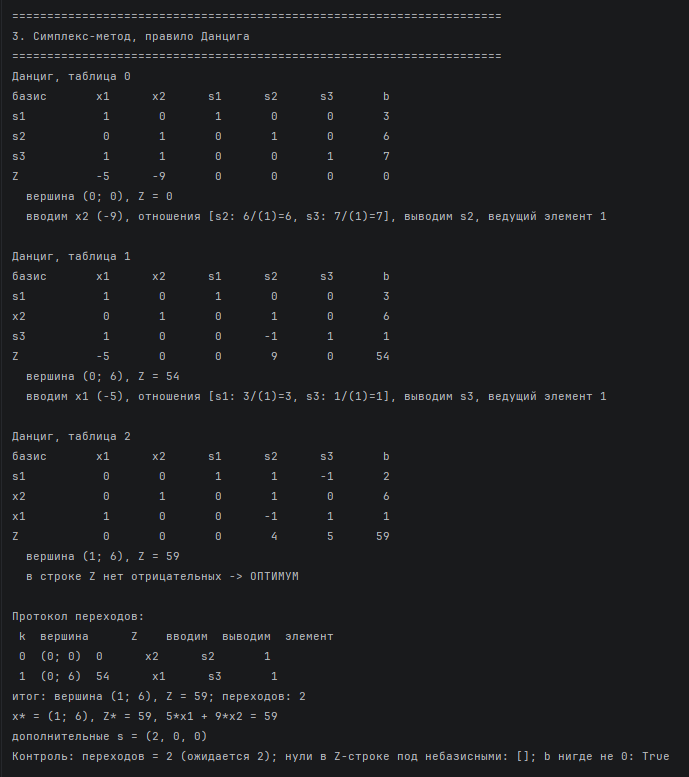 ======================================================================
3. Симплекс-метод, правило Данцига
======================================================================
Данциг, таблица 0
базис       x1      x2      s1      s2      s3       b
s1           1       0       1       0       0       3
s2           0       1       0       1       0       6
s3           1       1       0       0       1       7
Z           -5      -9       0       0       0       0
  вершина (0; 0), Z = 0
  вводим x2 (-9), отношения [s2: 6/(1)=6, s3: 7/(1)=7], выводим s2, ведущий элемент 1
Данциг, таблица 1
базис       x1      x2      s1      s2      s3       b
s1           1       0       1       0       0       3
x2           0       1       0       1       0       6
s3           1       0       0      -1       1       1
Z           -5       0       0       9       0      54
  вершина (0; 6), Z = 54
  вводим x1 (-5), отношения [s1: 3/(1)=3, s3: 1/(1)=1], выводим s3, ведущий элемент 1
Данциг, таблица 2
базис       x1      x2      s1      s2      s3       b
s1           0       0       1       1      -1       2
x2           0       1       0       1       0       6
x1           1       0       0      -1       1       1
Z            0       0       0       4       5      59
  вершина (1; 6), Z = 59
  в строке Z нет отрицательных -> ОПТИМУМ
Протокол переходов:
 k  вершина      Z    вводим  выводим  элемент
 0  (0; 0)  0      x2      s2       1
 1  (0; 6)  54      x1      s3       1
итог: вершина (1; 6), Z = 59; переходов: 2
x* = (1; 6), Z* = 59, 5*x1 + 9*x2 = 59
дополнительные s = (2, 0, 0)
Контроль: переходов = 2 (ожидается 2); нули в Z-строке под небазисными: []; b нигде не 0: True